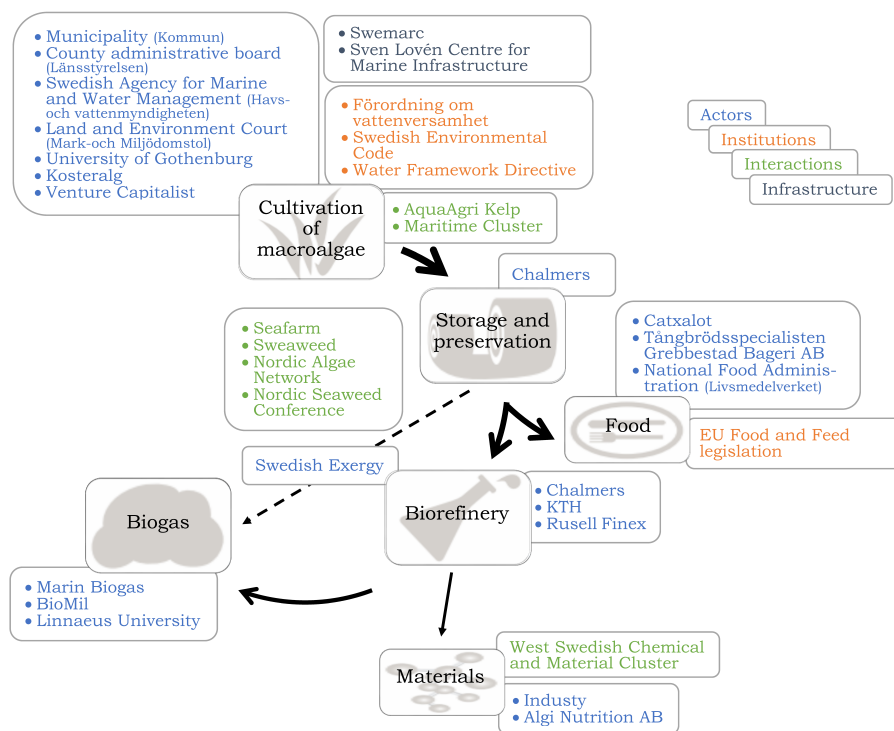 • Municipality (Kommun)
• County administrative board
(Länsstyrelsen)
• Swedish Agency for Marine
and Water Management (Havs-
och vattenmyndigheten)
• Land and Environment Court
(Mark-och Miljödomstol)
• University of Gothenburg
• Kosteralg
• Venture Capitalist
• Swemarc
• Sven Lovén Centre for
Marine Infrastructure
• Förordning om
vattenversamhet
• Swedish Environmental
Code
• Water Framework Directive
Actors
Institutions
Interactions
Infrastructure
Cultivation
of
macroalgae
• AquaAgri Kelp
• Maritime Cluster
Chalmers
Storage and
preservation
• Seafarm
• Sweaweed
• Nordic Algae
Network
• Nordic Seaweed
Conference
• Catxalot
• Tångbrödsspecialisten
Grebbestad Bageri AB
• National Food Adminis-
tration (Livsmedelverket)
Food
EU Food and Feed
legislation
Swedish Exergy
Biorefinery
• Chalmers
• KTH
• Rusell Finex
Biogas
• Marin Biogas
• BioMil
• Linnaeus University
West Swedish Chemical
and Material Cluster
Materials
• Industy
• Algi Nutrition AB